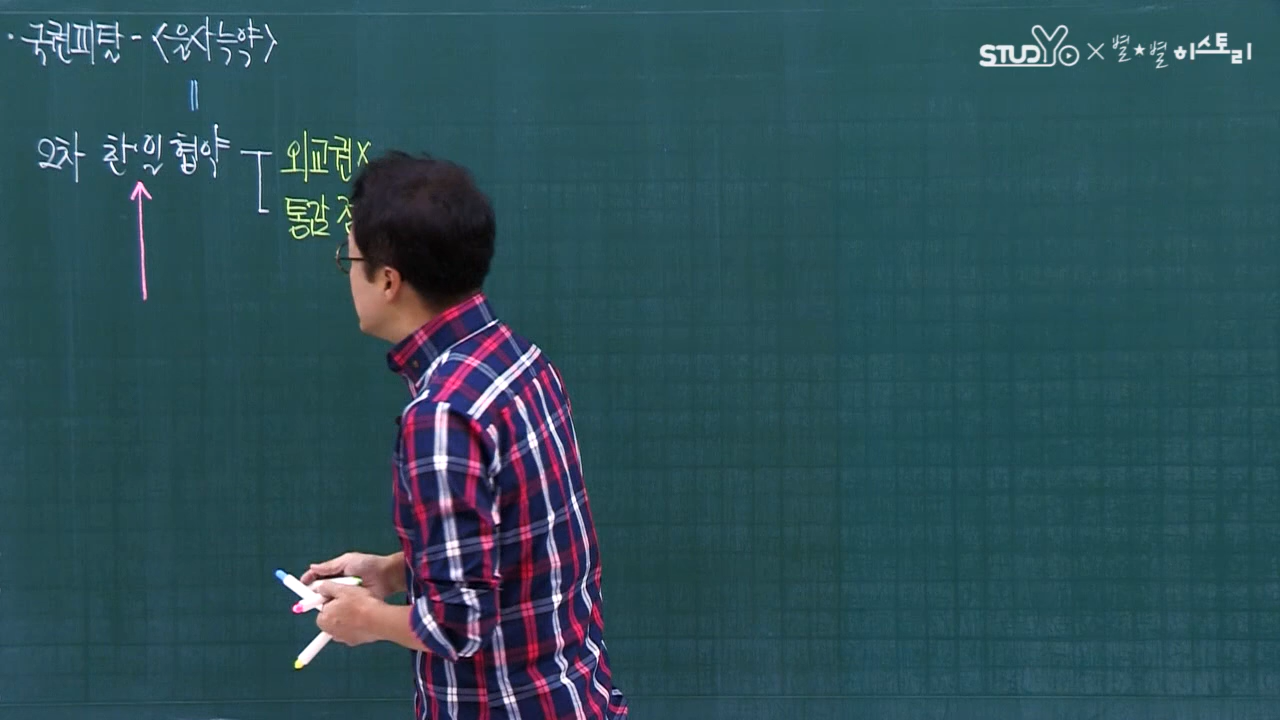 · 국권피탈 - <을사늑약>
||
2차 한·일 협약
외교권 X
통감
STUDYo × 별★별 히스토리